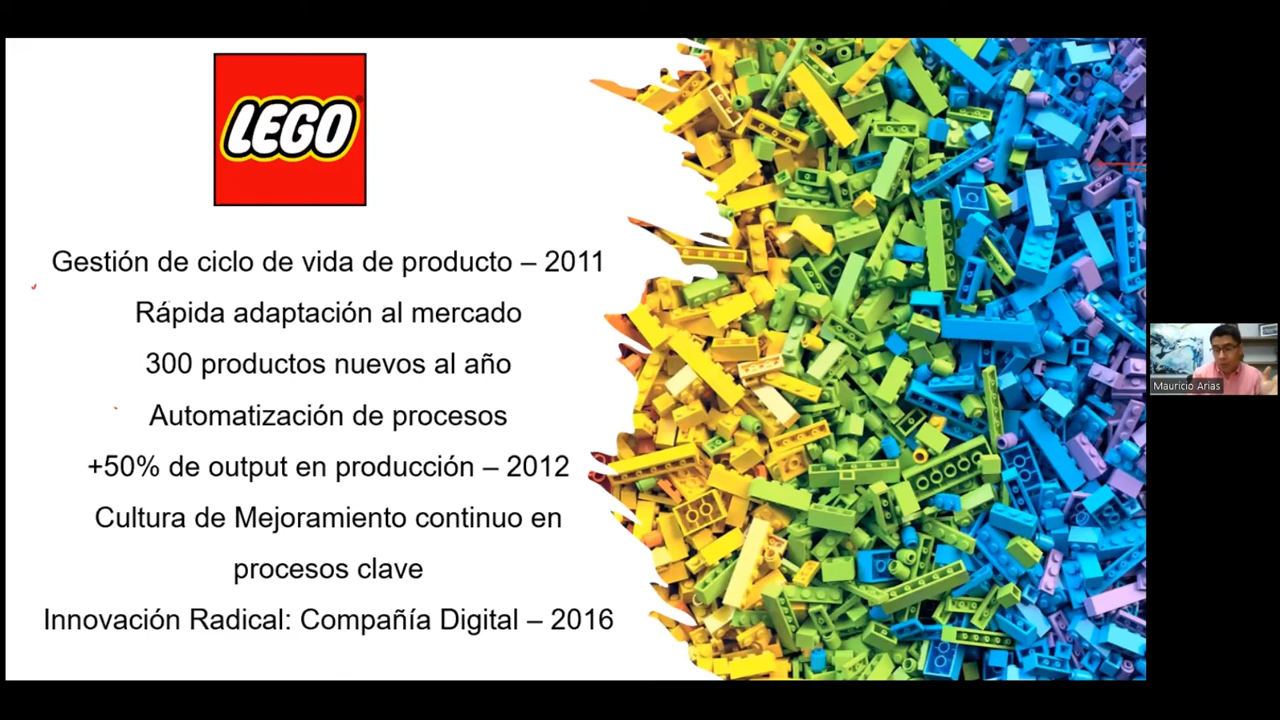 LEGO
Gestión de ciclo de vida de producto – 2011
Rápida adaptación al mercado
300 productos nuevos al año
Automatización de procesos
+50% de output en producción – 2012
Cultura de Mejoramiento continuo en
procesos clave
Innovación Radical: Compañía Digital – 2016
Mauricio Arias